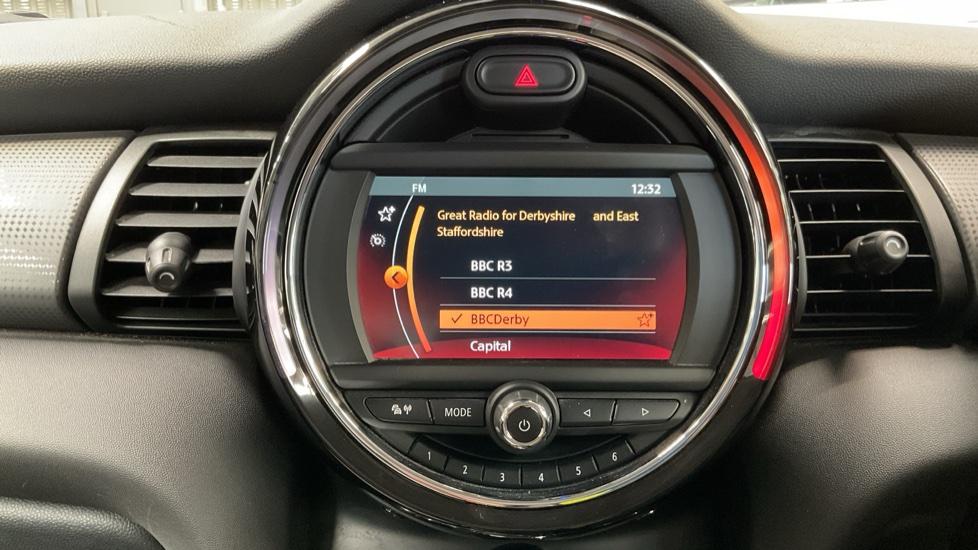 FM 12:32
Great Radio for Derbyshire and East
Staffordshire
BBC R3
BBC R4
BBCDerby
Capital
MODE
1 2 3 4 5 6